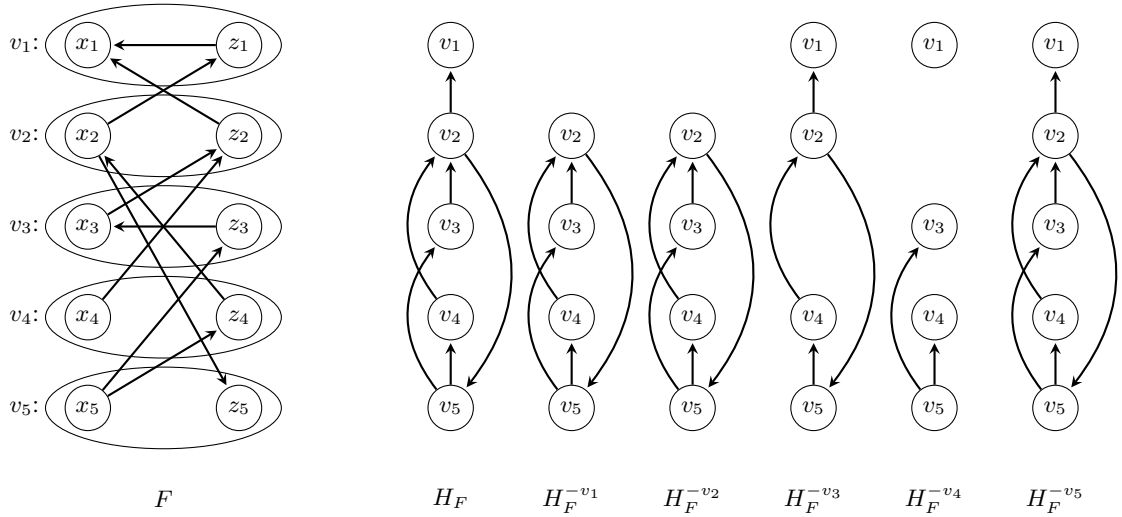 v₁: x₁ z₁ v₁ v₁ v₁ v₁
v₂: x₂ z₂ v₂ v₂ v₂ v₂ v₂
v₃: x₃ z₃ v₃ v₃ v₃ v₃ v₃
v₄: x₄ z₄ v₄ v₄ v₄ v₄ v₄ v₄
v₅: x₅ z₅ v₅ v₅ v₅ v₅ v₅ v₅
F H_F H_F^{-v₁} H_F^{-v₂} H_F^{-v₃} H_F^{-v₄} H_F^{-v₅}